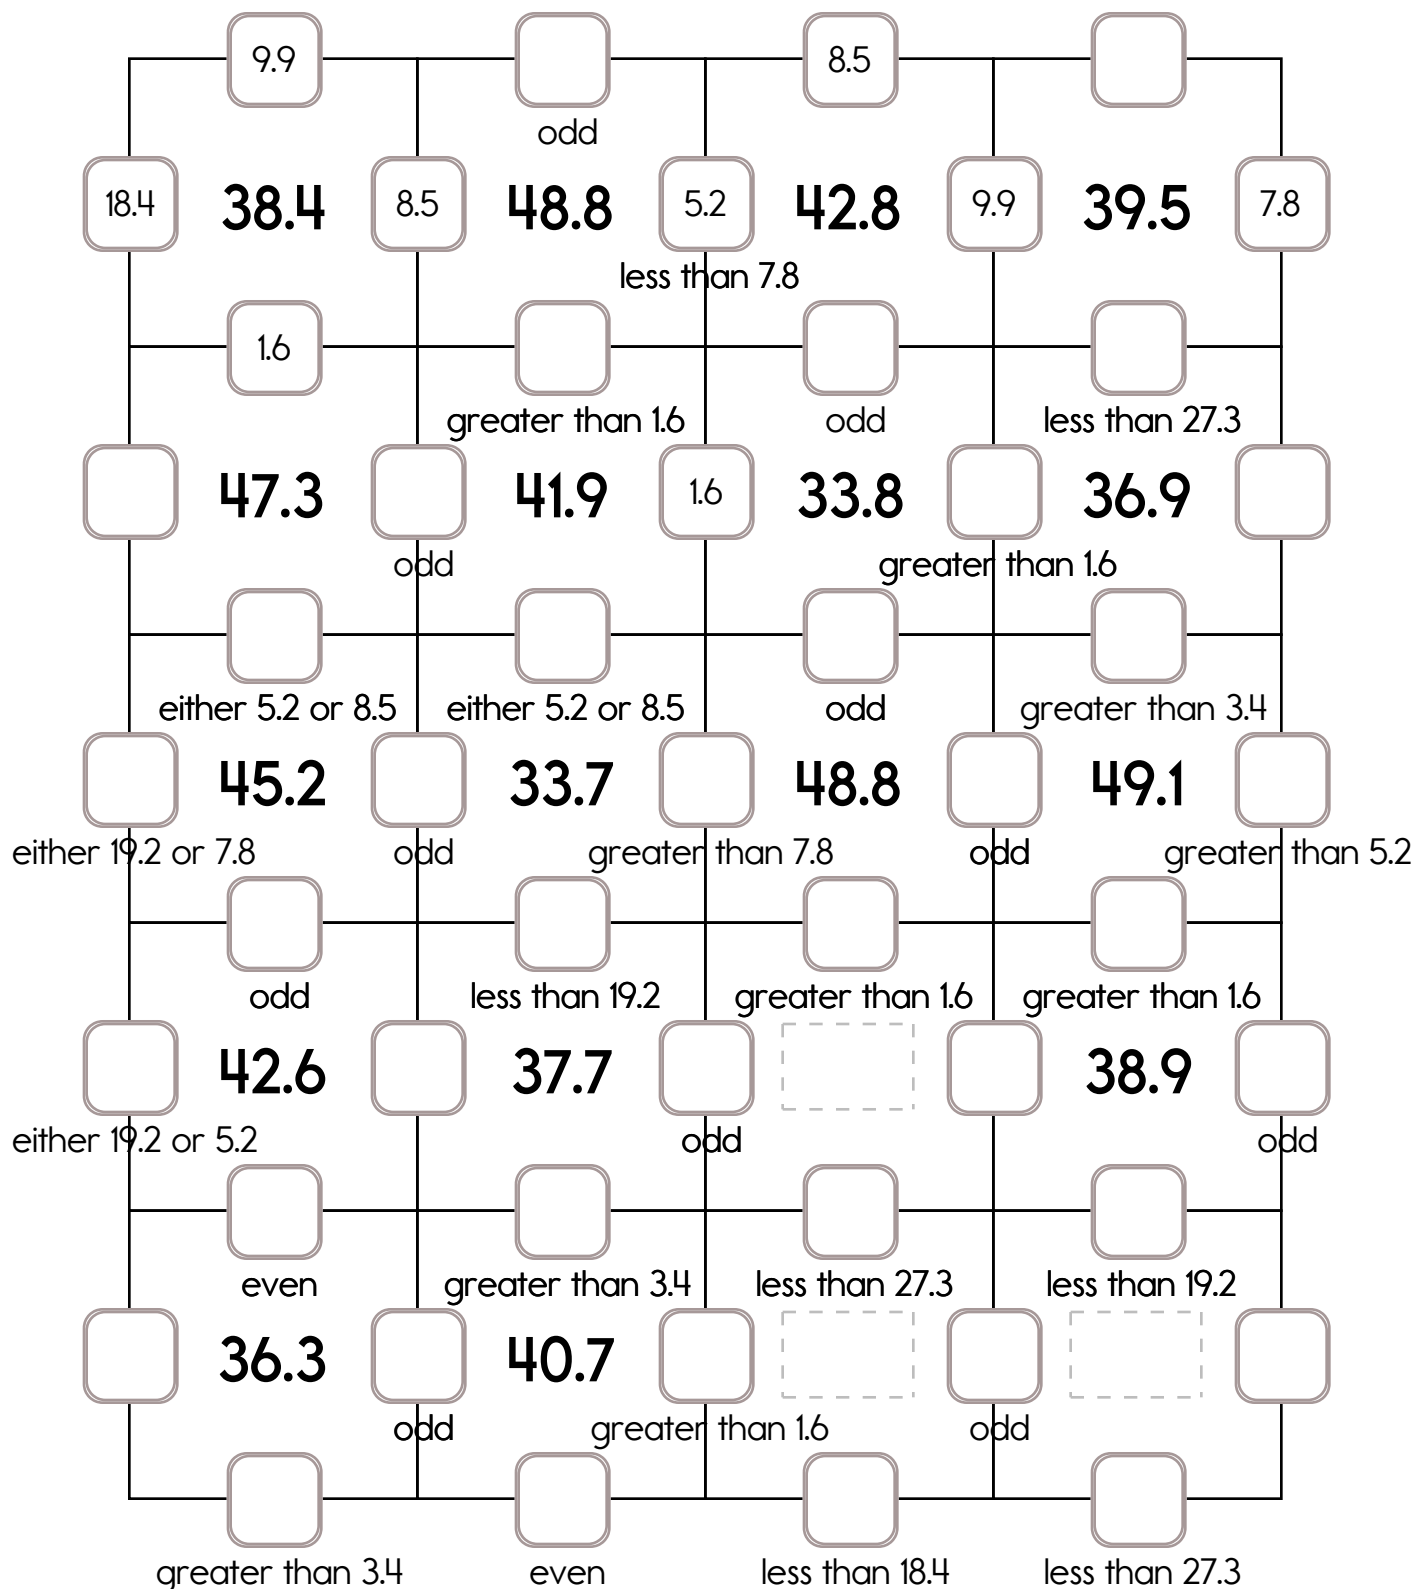 9.9 8.5
odd
18.4 38.4 8.5 48.8 5.2 42.8 9.9 39.5 7.8
less than 7.8
1.6
greater than 1.6 odd less than 27.3
47.3 41.9 1.6 33.8 36.9
odd greater than 1.6
either 5.2 or 8.5 either 5.2 or 8.5 odd greater than 3.4
45.2 33.7 48.8 49.1
either 19.2 or 7.8 odd greater than 7.8 odd greater than 5.2
odd less than 19.2 greater than 1.6 greater than 1.6
42.6 37.7 38.9
either 19.2 or 5.2 odd odd
even greater than 3.4 less than 27.3 less than 19.2
36.3 40.7
odd greater than 1.6 odd
greater than 3.4 even less than 18.4 less than 27.3